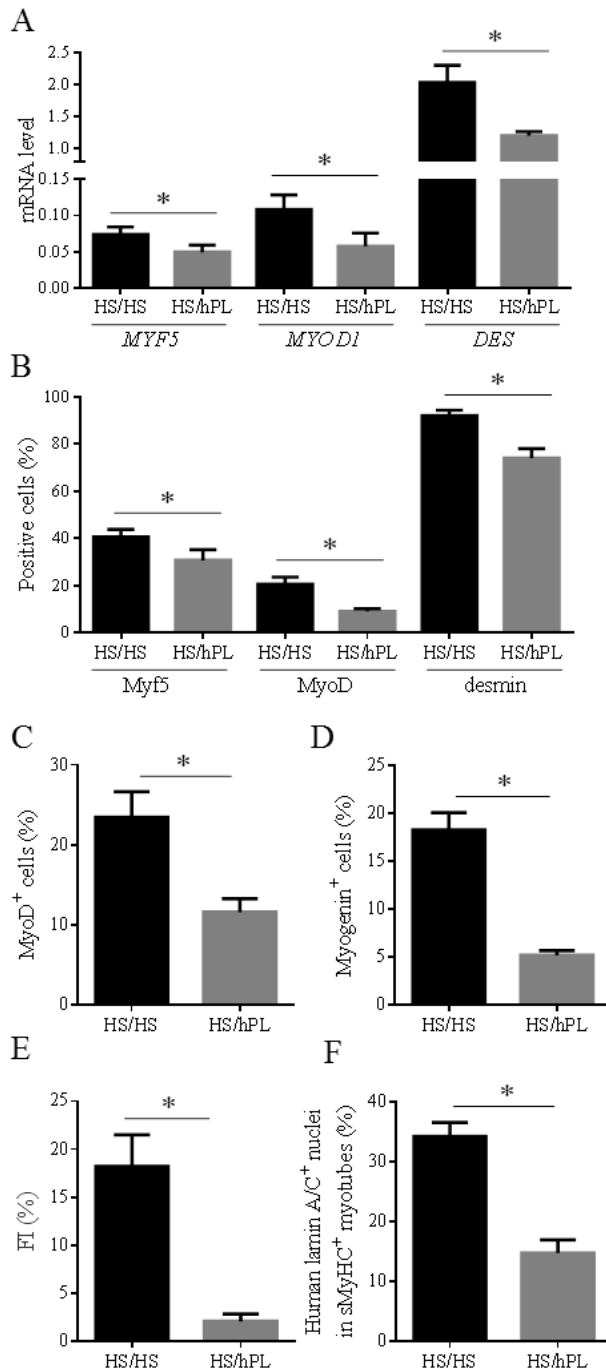 A
*
2.5
2.0
1.5
1.0
0.15
0.10
0.05
0.00
mRNA level
*
*
HS/HS HS/hPL HS/HS HS/hPL HS/HS HS/hPL
MYF5 MYOD1 DES
B
100
80
60
40
20
0
Positive cells (%)
*
*
*
HS/HS HS/hPL HS/HS HS/hPL HS/HS HS/hPL
Myf5 MyoD desmin
C
30
20
10
0
MyoD+ cells (%)
*
HS/HS HS/hPL
D
25
20
15
10
5
0
Myogenin+ cells (%)
*
HS/HS HS/hPL
E
25
20
15
10
5
0
FI (%)
*
HS/HS HS/hPL
F
40
30
20
10
0
Human lamin A/C+ nuclei
in sMyHC+ myotubes (%)
*
HS/HS HS/hPL